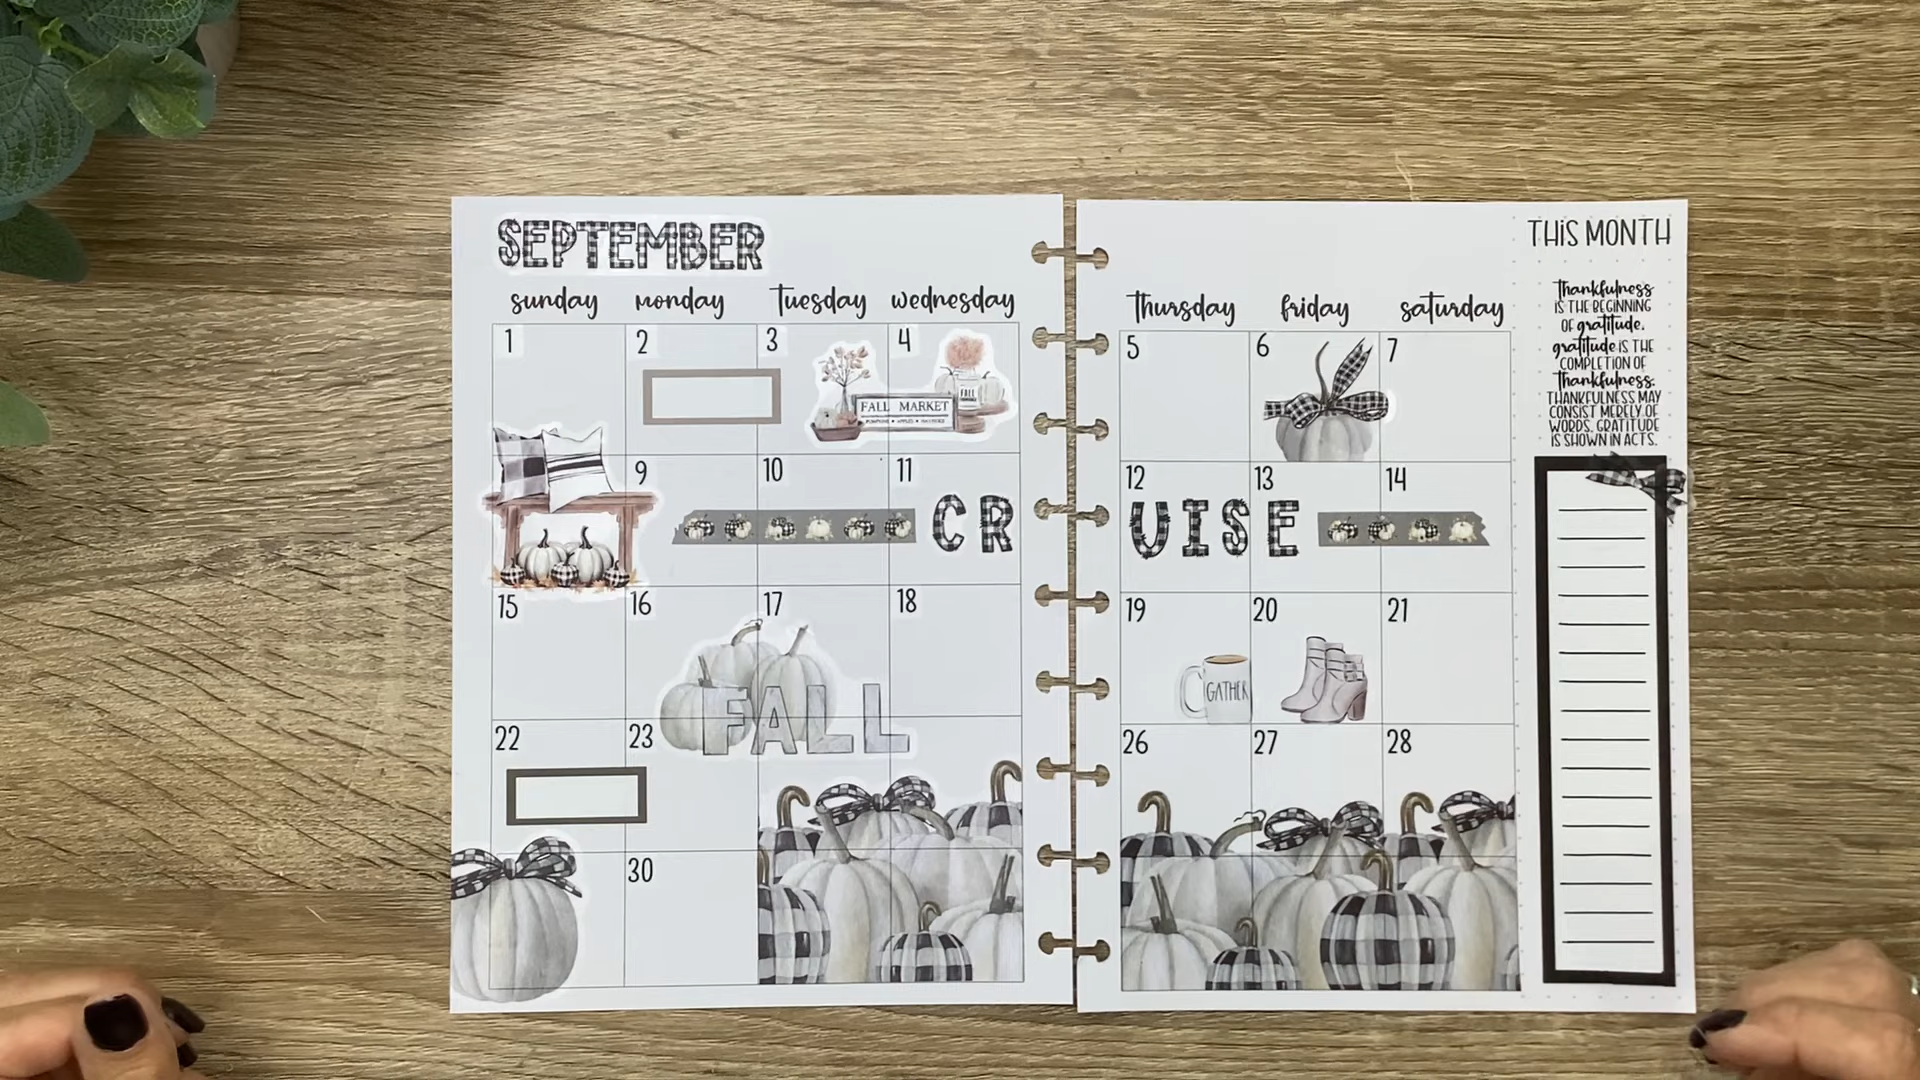 SEPTEMBER
sunday monday tuesday wednesday
thursday friday saturday
THIS MONTH
thankfulness
IS THE BEGINNING
OF gratitude.
gratitude IS THE
COMPLETION OF
thankfulness.
THANKFULNESS MAY
CONSIST MERELY OF
WORDS. GRATITUDE
IS SHOWN IN ACTS.
1 2 3 4
5 6 7
FALL MARKET
FALL
9 10 11
12 13 14
CR
UISE
15 16 17 18
19 20 21
GATHER
FALL
22 23
26 27 28
30